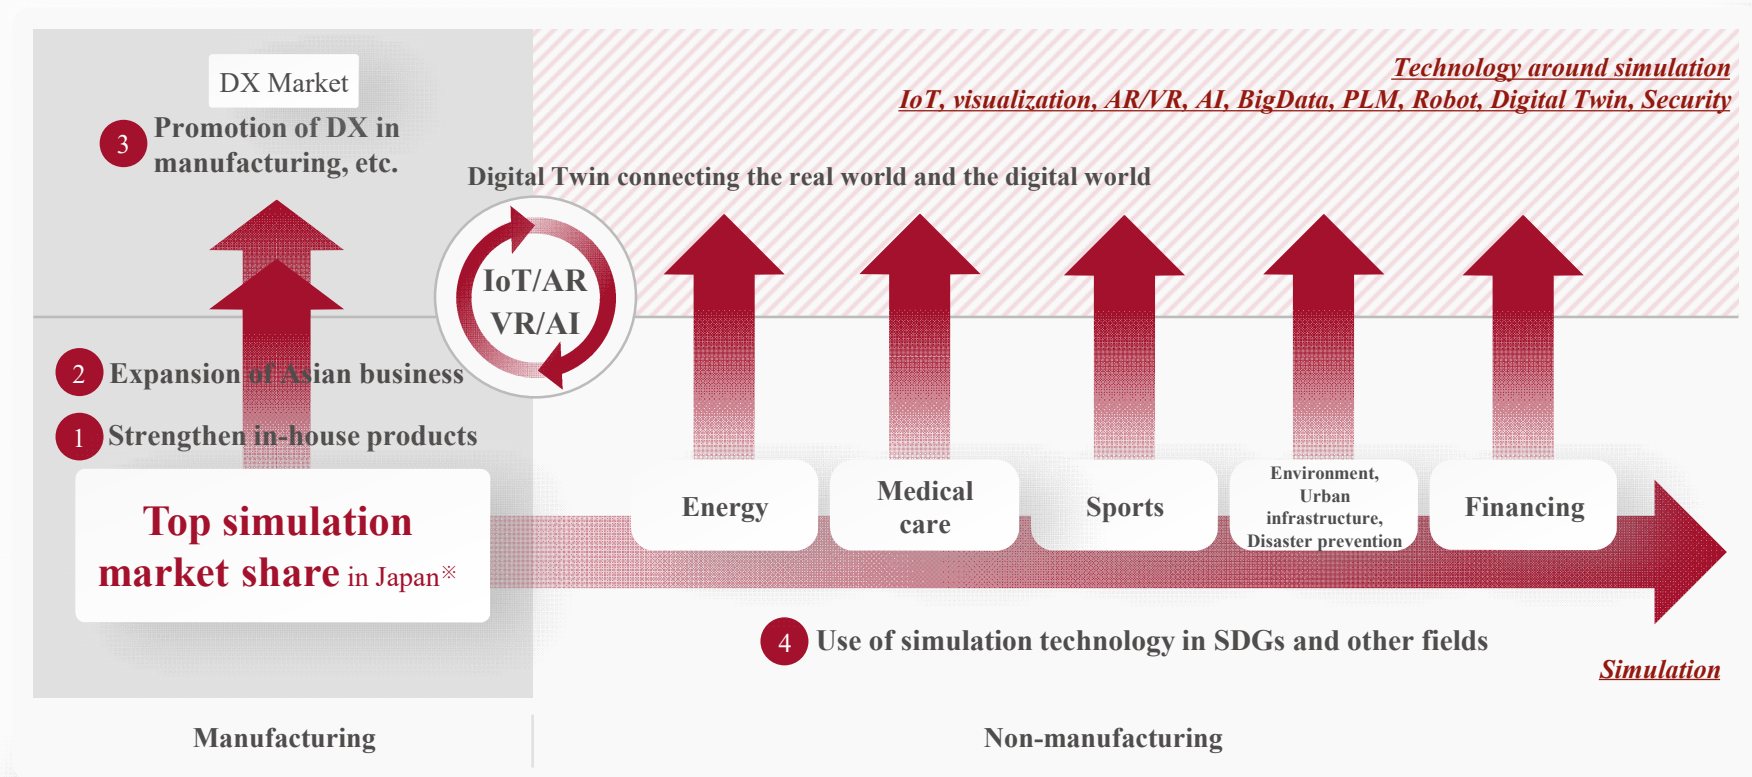 DX Market
3
Promotion of DX in
manufacturing, etc.
Technology around simulation
IoT, visualization, AR/VR, AI, BigData, PLM, Robot, Digital Twin, Security
Digital Twin connecting the real world and the digital world
IoT/AR
VR/AI
2 Expansion of Asian business
1 Strengthen in-house products
Top simulation
market share in Japan※
Energy
Medical
care
Sports
Environment,
Urban
infrastructure,
Disaster prevention
Financing
4 Use of simulation technology in SDGs and other fields
Simulation
Manufacturing
Non-manufacturing